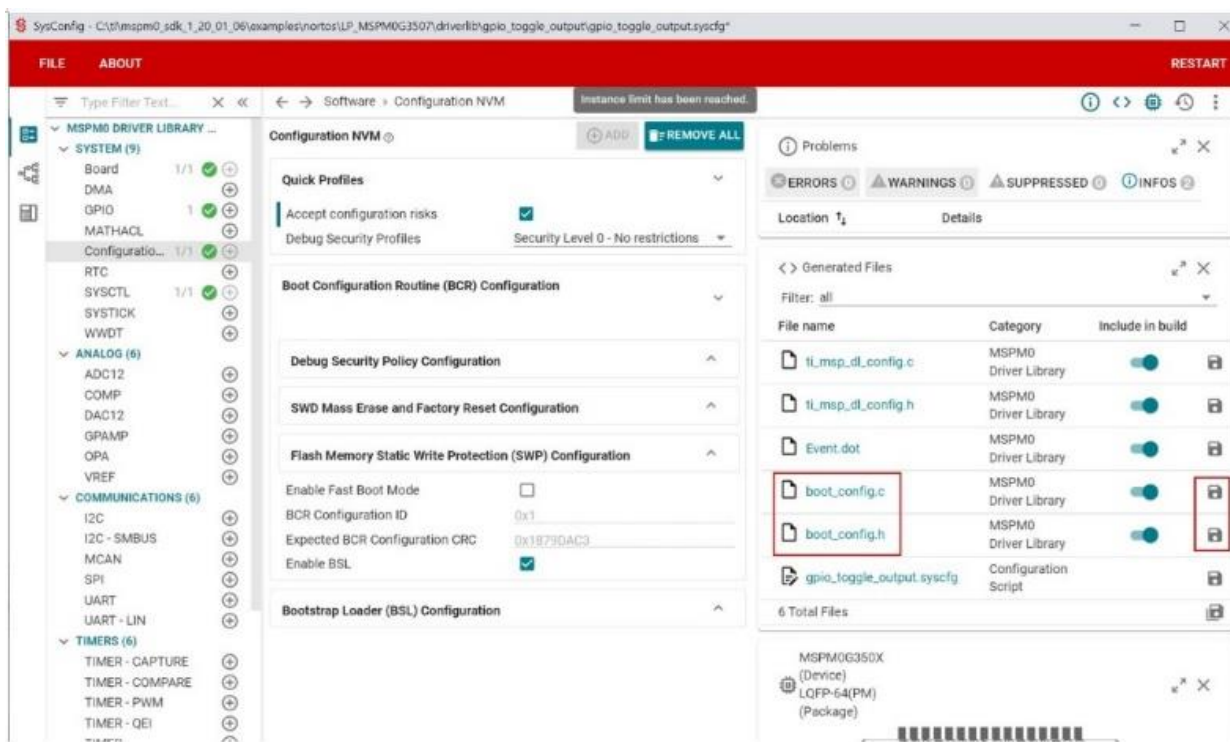 SysConfig - C:\ti\mspm0_sdk_1_20_01_06\examples\nortos\LP_MSPM0G3507\driverlib\gpio_toggle_output\gpio_toggle_output.syscfg*
FILE ABOUT RESTART
Type Filter Text...
Software > Configuration NVM
Instance limit has been reached.
MSPM0 DRIVER LIBRARY ...
SYSTEM (9)
Board 1/1
DMA
GPIO 1
MATHACL
Configuratio... 1/1
RTC
SYSCTL 1/1
SYSTICK
WWDT
ANALOG (6)
ADC12
COMP
DAC12
GPAMP
OPA
VREF
COMMUNICATIONS (6)
I2C
I2C - SMBUS
MCAN
SPI
UART
UART - LIN
TIMERS (6)
TIMER - CAPTURE
TIMER - COMPARE
TIMER - PWM
TIMER - QEI
Configuration NVM
ADD
REMOVE ALL
Quick Profiles
Accept configuration risks
Debug Security Profiles Security Level 0 - No restrictions
Boot Configuration Routine (BCR) Configuration
Debug Security Policy Configuration
SWD Mass Erase and Factory Reset Configuration
Flash Memory Static Write Protection (SWP) Configuration
Enable Fast Boot Mode
BCR Configuration ID 0x1
Expected BCR Configuration CRC 0x1879DAC3
Enable BSL
Bootstrap Loader (BSL) Configuration
Problems
ERRORS WARNINGS SUPPRESSED INFOS
Location Details
<> Generated Files
Filter: all
File name Category Include in build
ti_msp_dl_config.c MSPM0 Driver Library
ti_msp_dl_config.h MSPM0 Driver Library
Event.dot MSPM0 Driver Library
boot_config.c MSPM0 Driver Library
boot_config.h MSPM0 Driver Library
gpio_toggle_output.syscfg Configuration Script
6 Total Files
MSPM0G350X
(Device)
LQFP-64(PM)
(Package)